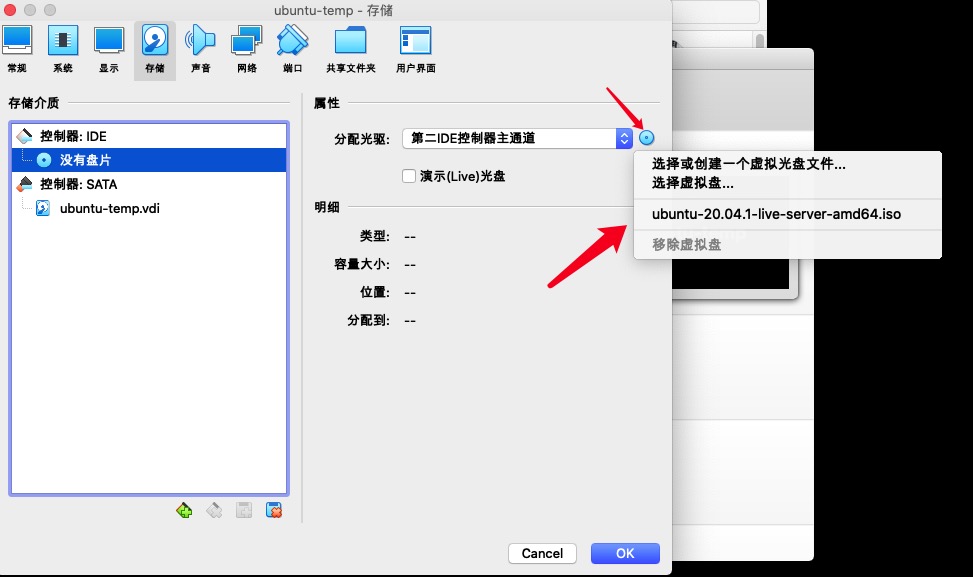 ubuntu-temp - 存储
常规 系统 显示 存储 声音 网络 端口 共享文件夹 用户界面
存储介质
控制器: IDE
没有盘片
控制器: SATA
ubuntu-temp.vdi
属性
分配光驱: 第二IDE控制器主通道
演示(Live)光盘
明细
类型: --
容量大小: --
位置: --
分配到: --
选择或创建一个虚拟光盘文件...
选择虚拟盘...
ubuntu-20.04.1-live-server-amd64.iso
移除虚拟盘
Cancel OK